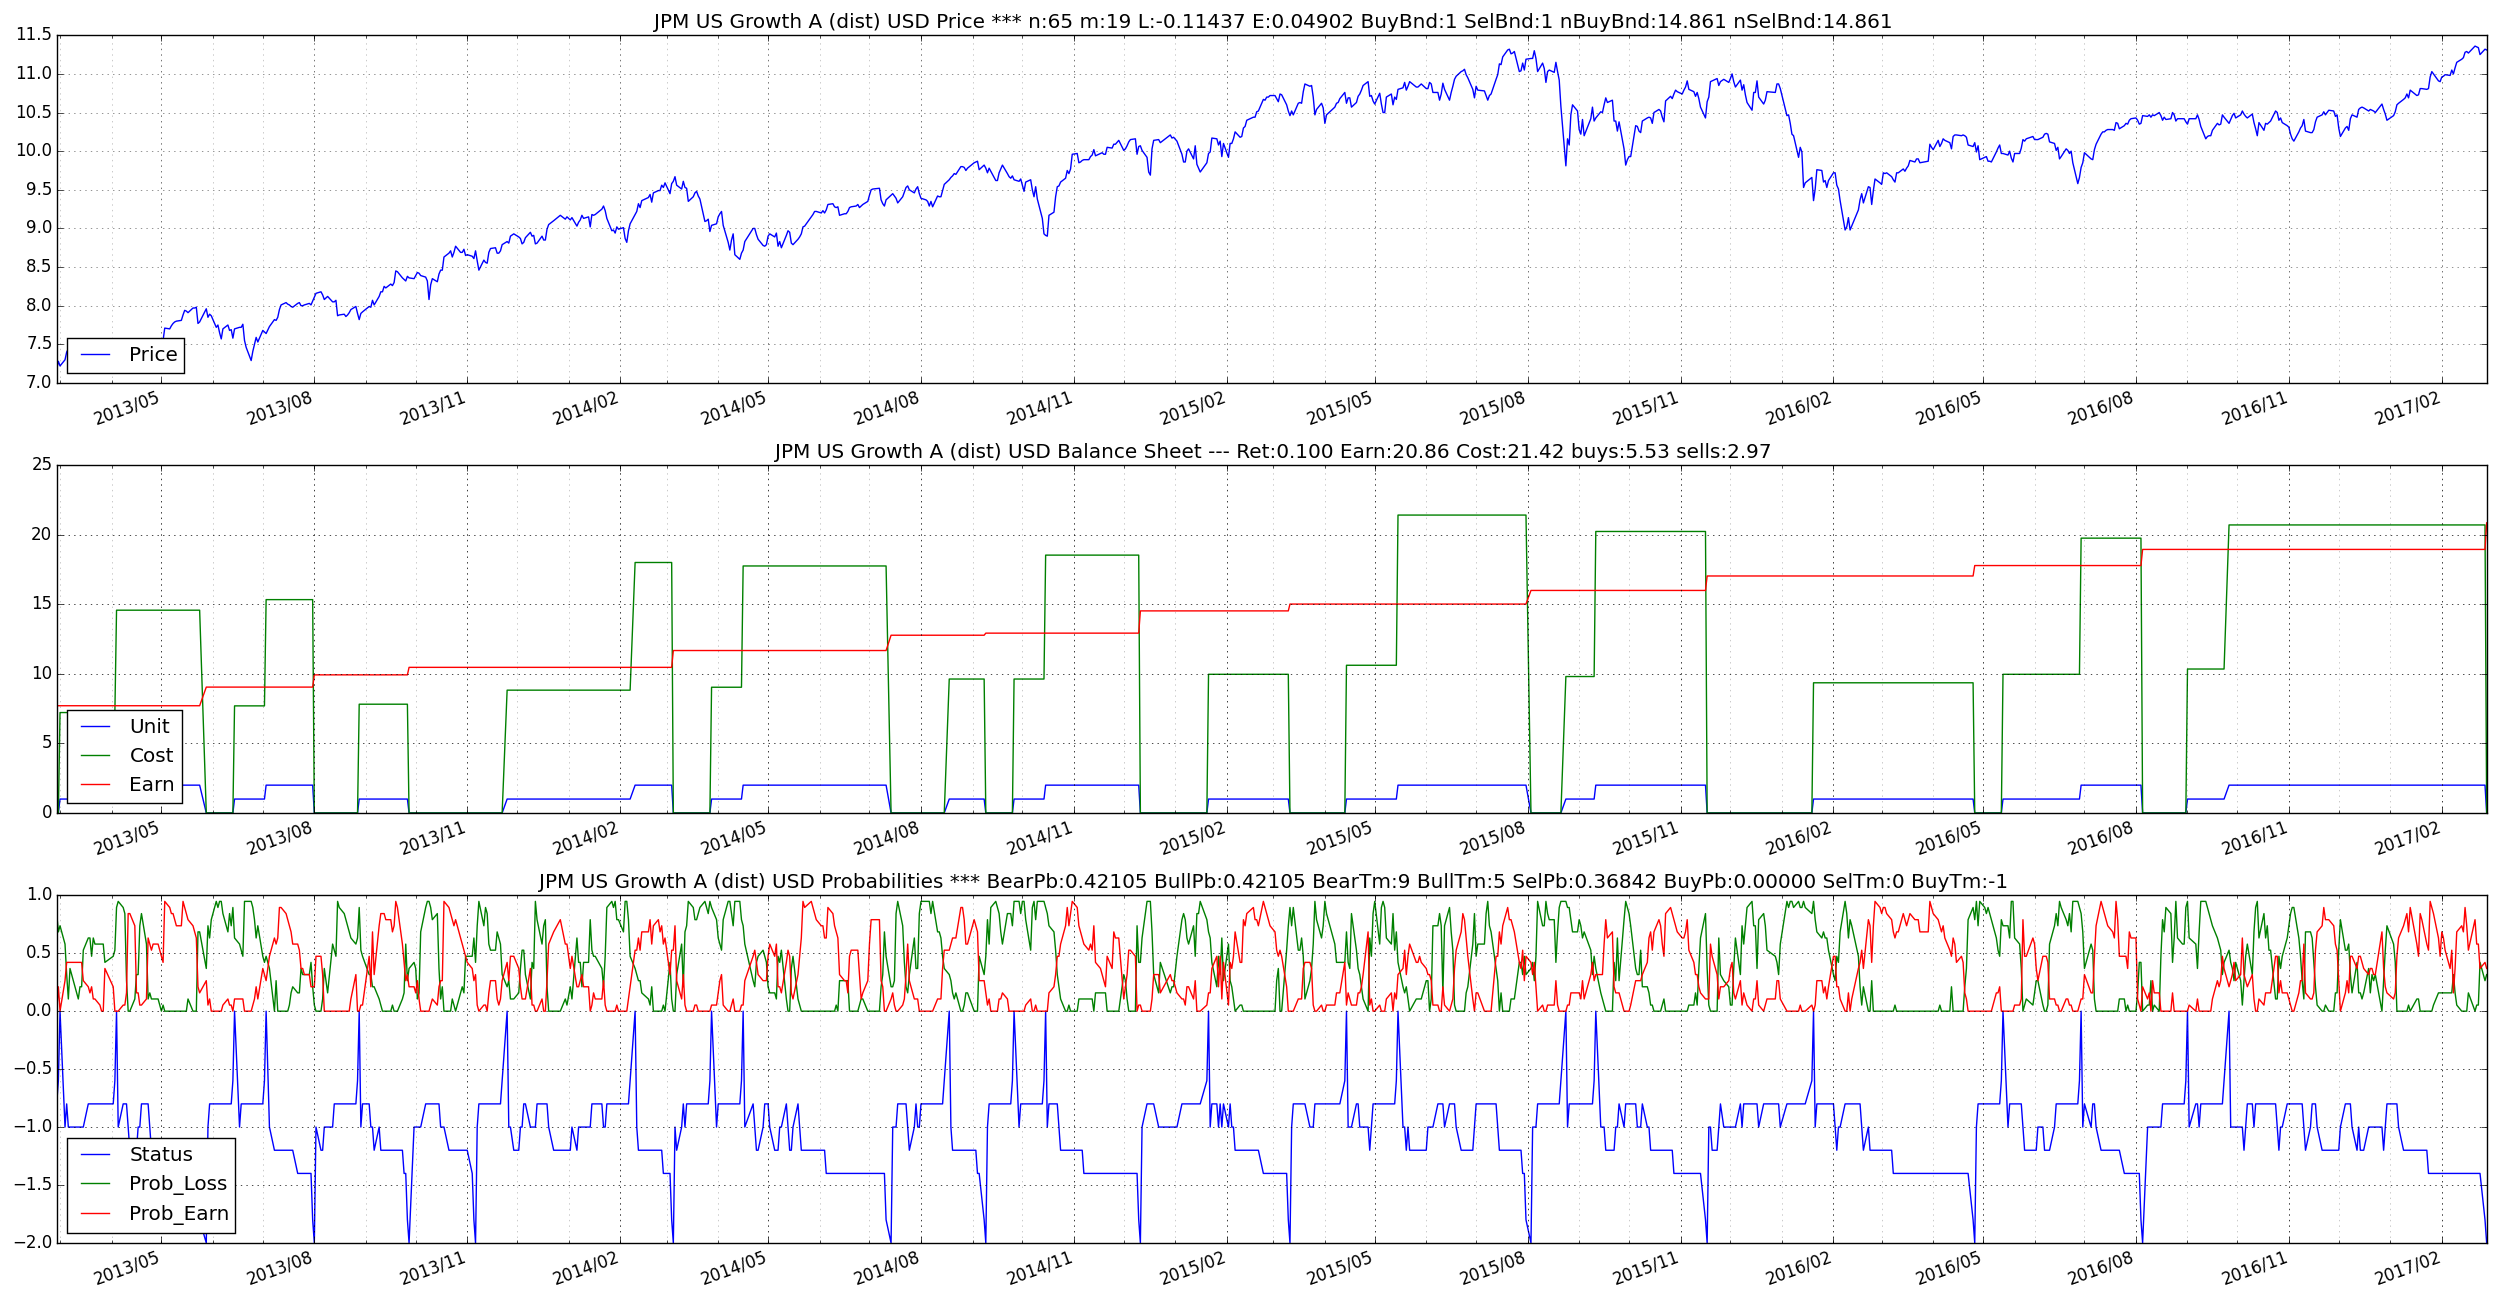 JPM US Growth A (dist) USD Price *** n:65 m:19 L:-0.11437 E:0.04902 BuyBnd:1 SelBnd:1 nBuyBnd:14.861 nSelBnd:14.861
11.5
11.0
10.5
10.0
9.5
9.0
8.5
8.0
7.5
7.0
Price
2013/05 2013/08 2013/11 2014/02 2014/05 2014/08 2014/11 2015/02 2015/05 2015/08 2015/11 2016/02 2016/05 2016/08 2016/11 2017/02
JPM US Growth A (dist) USD Balance Sheet --- Ret:0.100 Earn:20.86 Cost:21.42 buys:5.53 sells:2.97
25
20
15
10
5
0
Unit
Cost
Earn
2013/05 2013/08 2013/11 2014/02 2014/05 2014/08 2014/11 2015/02 2015/05 2015/08 2015/11 2016/02 2016/05 2016/08 2016/11 2017/02
JPM US Growth A (dist) USD Probabilities *** BearPb:0.42105 BullPb:0.42105 BearTm:9 BullTm:5 SelPb:0.36842 BuyPb:0.00000 SelTm:0 BuyTm:-1
1.0
0.5
0.0
−0.5
−1.0
−1.5
−2.0
Status
Prob_Loss
Prob_Earn
2013/05 2013/08 2013/11 2014/02 2014/05 2014/08 2014/11 2015/02 2015/05 2015/08 2015/11 2016/02 2016/05 2016/08 2016/11 2017/02